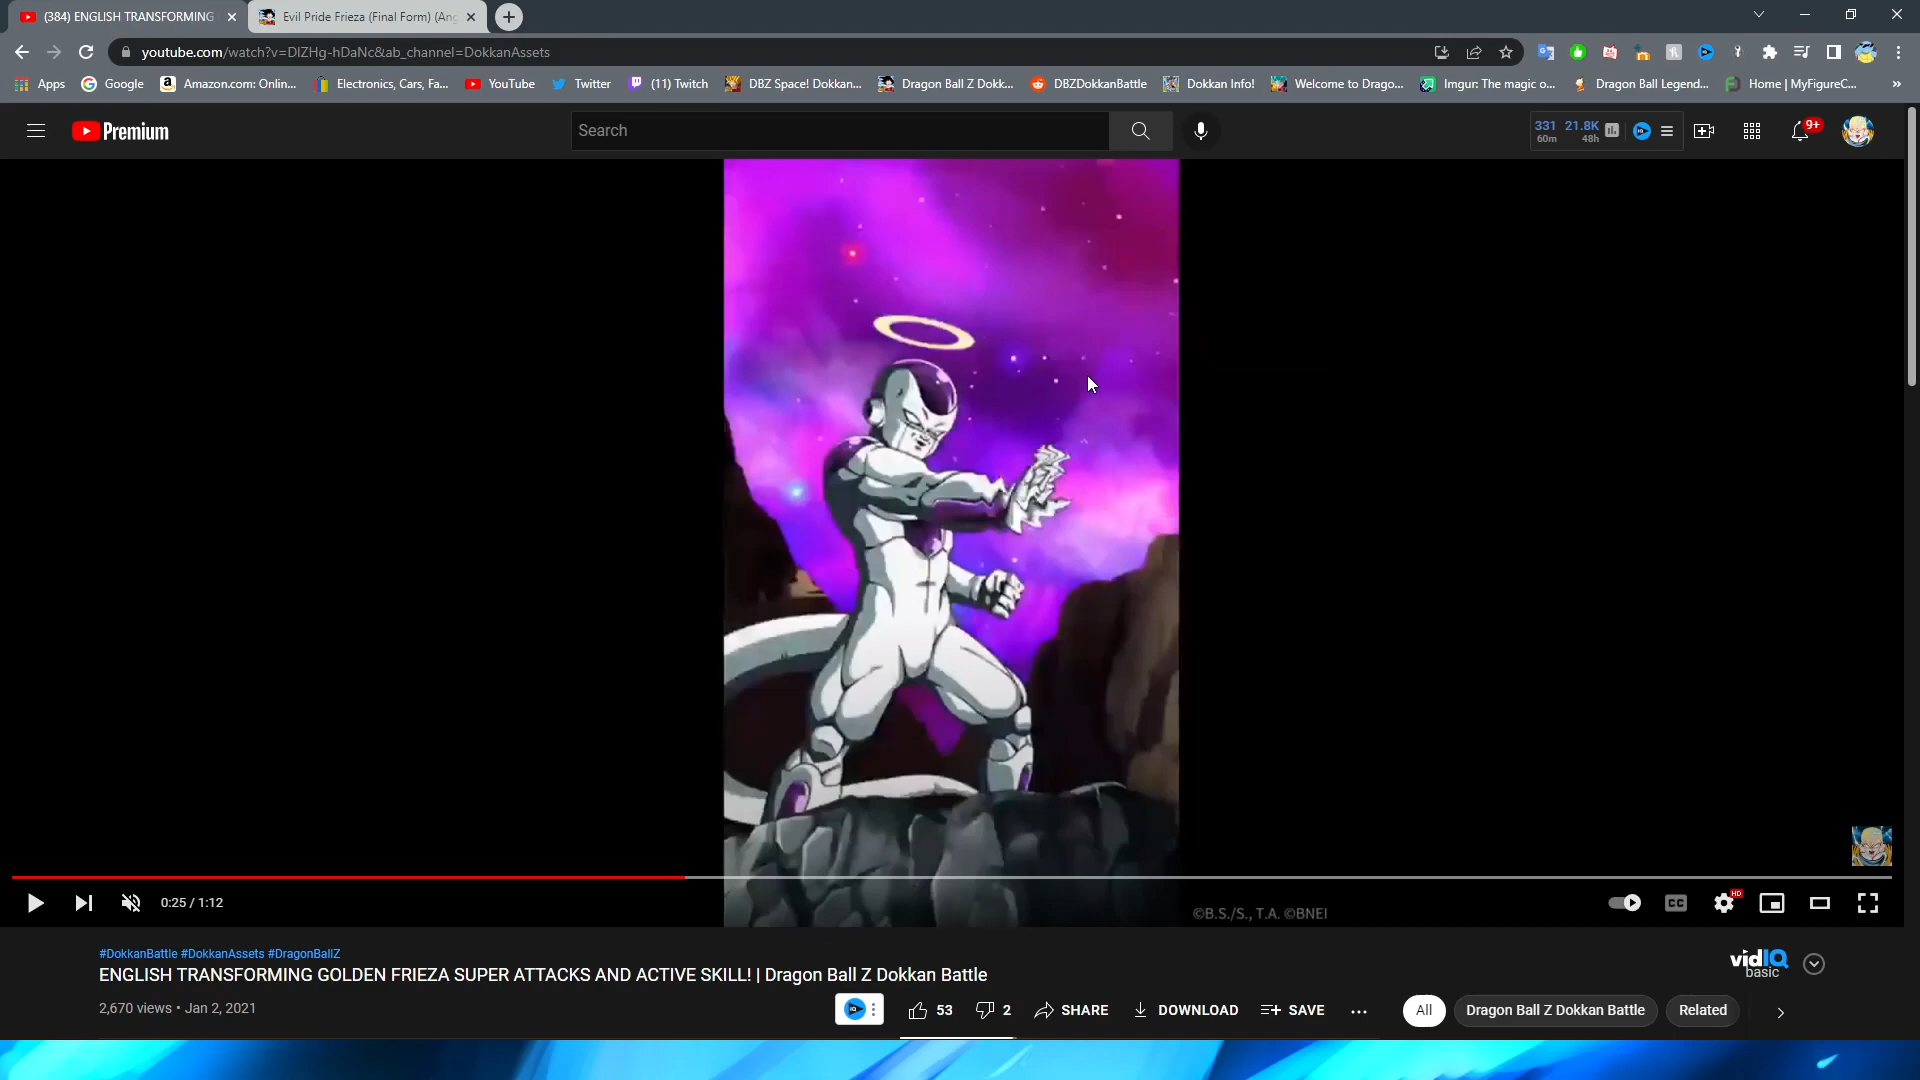 (384) ENGLISH TRANSFORMING
Evil Pride Frieza (Final Form) (Ang
youtube.com/watch?v=DIZHg-hDaNc&ab_channel=DokkanAssets
Apps
Google
Amazon.com: Onlin...
Electronics, Cars, Fa...
YouTube
Twitter
(11) Twitch
DBZ Space! Dokkan...
Dragon Ball Z Dokk...
DBZDokkanBattle
Dokkan Info!
Welcome to Drago...
Imgur: The magic o...
Dragon Ball Legend...
Home | MyFigureC...
»
Premium
Search
331 21.8K
60m 48h
9+
0:25 / 1:12
CC
HD
©B.S./S., T.A. ©BNEI
#DokkanBattle #DokkanAssets #DragonBallZ
ENGLISH TRANSFORMING GOLDEN FRIEZA SUPER ATTACKS AND ACTIVE SKILL! | Dragon Ball Z Dokkan Battle
vidIQ
basic
2,670 views • Jan 2, 2021
53
2
SHARE
DOWNLOAD
SAVE
...
All
Dragon Ball Z Dokkan Battle
Related